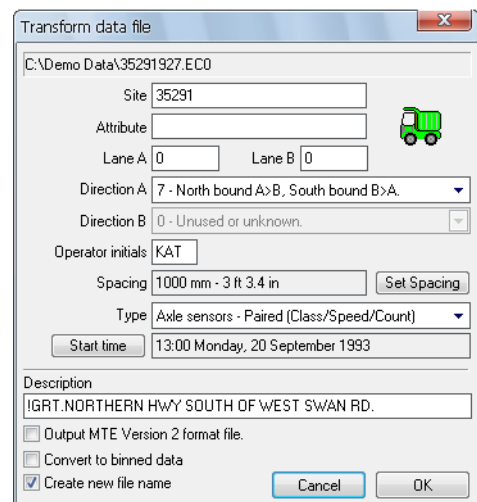 Transform data file
C:\Demo Data\35291927.EC0
Site 35291
Attribute
Lane A 0 Lane B 0
Direction A 7 - North bound A>B, South bound B>A.
Direction B 0 - Unused or unknown.
Operator initials KAT
Spacing 1000 mm - 3 ft 3.4 in Set Spacing
Type Axle sensors - Paired (Class/Speed/Count)
Start time 13:00 Monday, 20 September 1993
Description
!GRT.NORTHERN HWY SOUTH OF WEST SWAN RD.
Output MTE Version 2 format file.
Convert to binned data
Create new file name Cancel OK